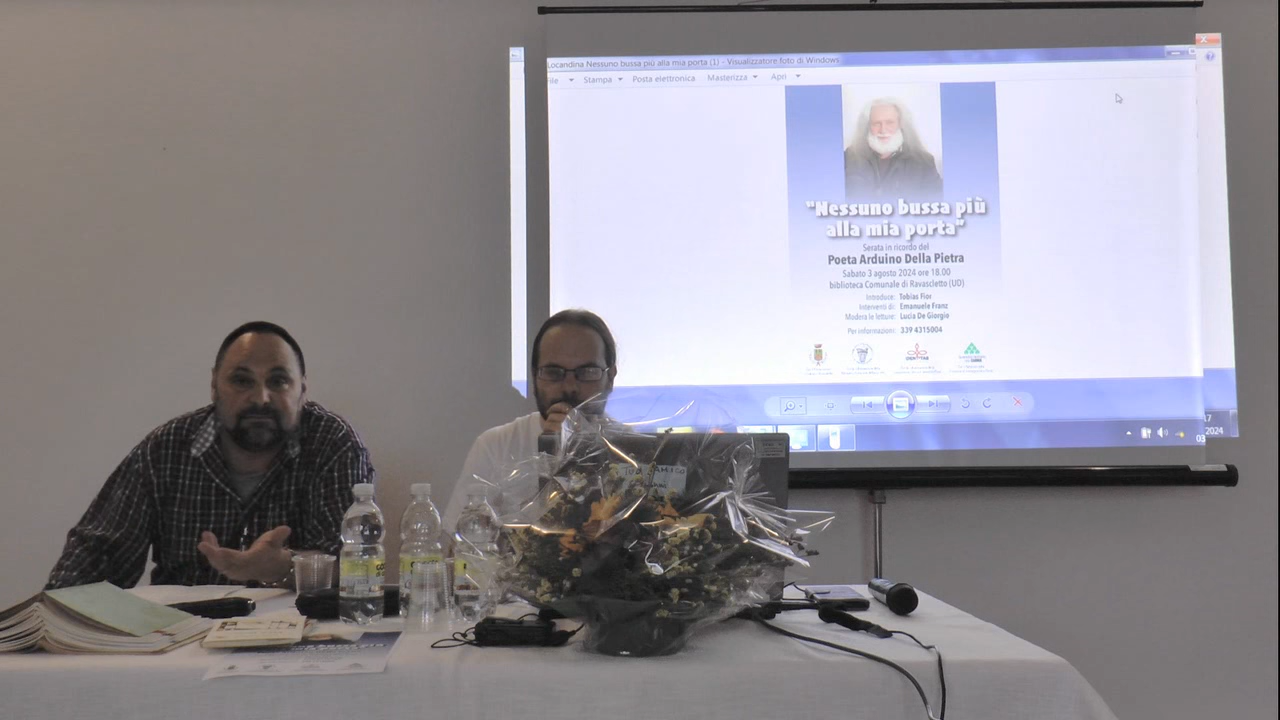 Locandina Nessuno bussa più alla mia porta (1) - Visualizzatore foto di Windows
File Stampa Posta elettronica Masterizza Apri
"Nessuno bussa più
alla mia porta"
Serata in ricordo del
Poeta Arduino Della Pietra
Sabato 3 agosto 2024 ore 18.00
biblioteca Comunale di Ravascletto (UD)
Introduce: Tobias Fior
Interventi di: Emanuele Franz
Modera le letture: Lucia De Giorgio
Per informazioni: 339 4315004